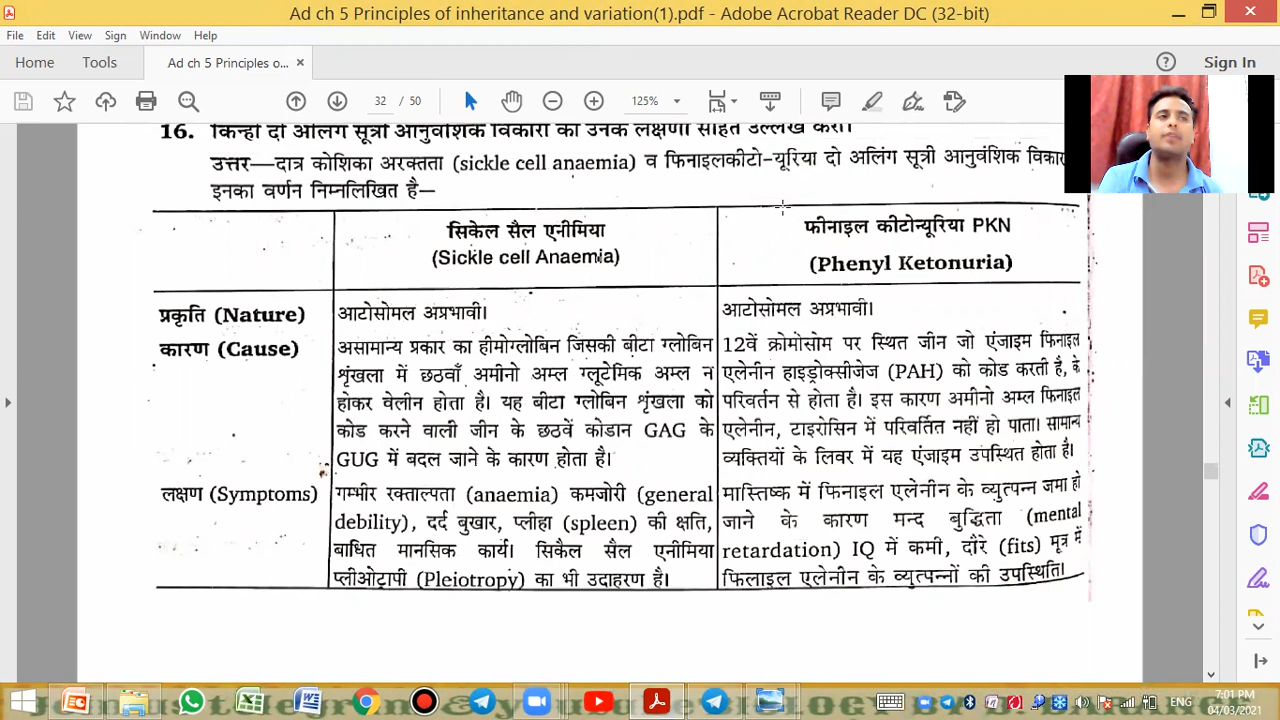 Ad ch 5 Principles of inheritance and variation(1).pdf - Adobe Acrobat Reader DC (32-bit)
File Edit View Sign Window Help
Home Tools Ad ch 5 Principles o... × Sign In
32 / 50 125%
16. किन्हीं दो अलिंग सूत्री आनुवंशिक विकारों का उनके लक्षणों सहित उल्लेख करो।
उत्तर—दात्र कोशिका अरक्तता (sickle cell anaemia) व फिनाइलकीटो-यूरिया दो अलिंग सूत्री आनुवंशिक विकार
इनका वर्णन निम्नलिखित है—
सिकेल सैल एनीमिया
(Sickle cell Anaemia)
फीनाइल कीटोन्यूरिया PKN
(Phenyl Ketonuria)
प्रकृति (Nature)
आटोसोमल अप्रभावी।
आटोसोमल अप्रभावी।
कारण (Cause)
असामान्य प्रकार का हीमोग्लोबिन जिसकी बीटा ग्लोबिन
शृंखला में छठवाँ अमीनो अम्ल ग्लूटेमिक अम्ल न
होकर वेलीन होता है। यह बीटा ग्लोबिन शृंखला को
कोड करने वाली जीन के छठवें कोडान GAG के
GUG में बदल जाने के कारण होता है।
12वें क्रोमोसोम पर स्थित जीन जो एंजाइम फिनाइल
एलेनीन हाइड्रोक्सीजेज (PAH) को कोड करती है, के
परिवर्तन से होता है। इस कारण अमीनो अम्ल फिनाइल
एलेनीन, टाइरोसिन में परिवर्तित नहीं हो पाता। सामान्य
व्यक्तियों के लिवर में यह एंजाइम उपस्थित होता है।
लक्षण (Symptoms)
गम्भीर रक्ताल्पता (anaemia) कमजोरी (general
debility), दर्द बुखार, प्लीहा (spleen) की क्षति,
बाधित मानसिक कार्य। सिकैल सैल एनीमिया
प्लीओट्रापी (Pleiotropy) का भी उदाहरण है।
मास्तिष्क में फिनाइल एलेनीन के व्युत्पन्न जमा हो
जाने के कारण मन्द बुद्धिता (mental
retardation) IQ में कमी, दौरे (fits) मूत्र में
फिलाइल एलेनीन के व्युत्पन्नों की उपस्थिति।
ENG
7:01 PM
04/03/2021